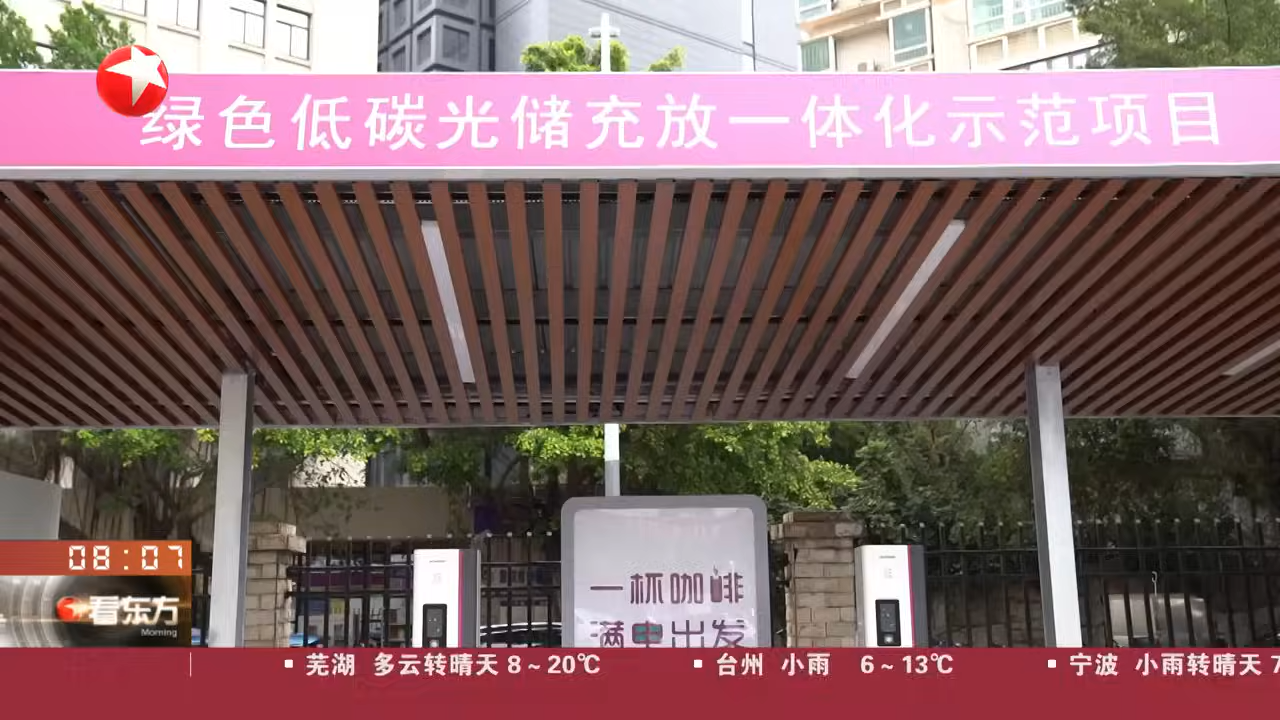 绿色低碳光储充放一体化示范项目
一杯咖啡
满电出发
08:07
看东方
Morning
芜湖 多云转晴天 8~20℃ 台州 小雨 6~13℃ 宁波 小雨转晴天 7